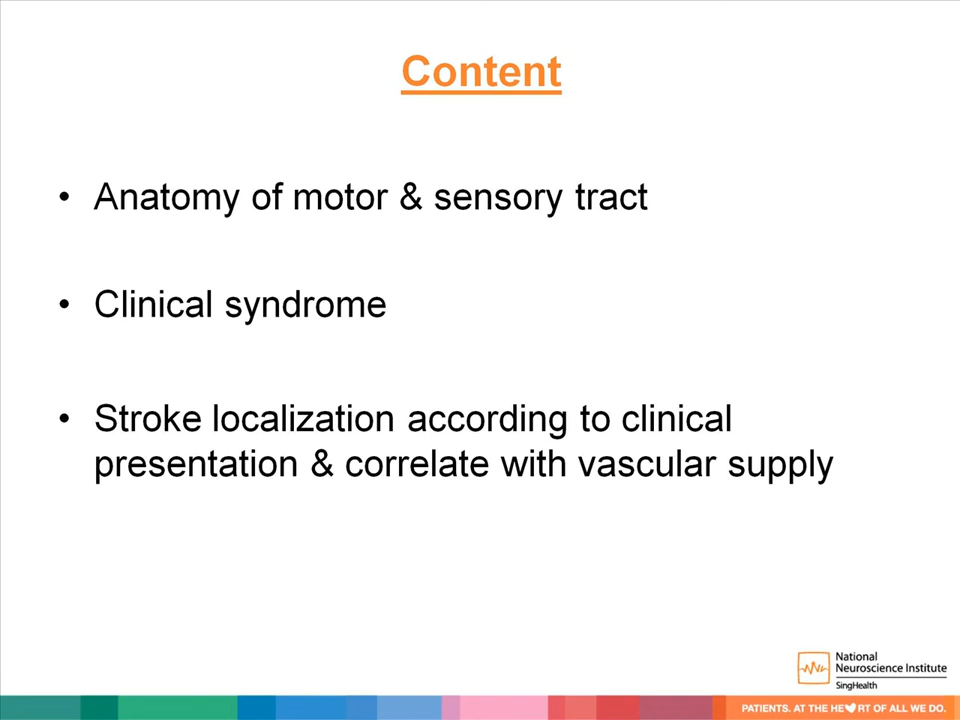 Content
• Anatomy of motor & sensory tract
• Clinical syndrome
• Stroke localization according to clinical
presentation & correlate with vascular supply
National
Neuroscience Institute
SingHealth
PATIENTS. AT THE HE♥RT OF ALL WE DO.